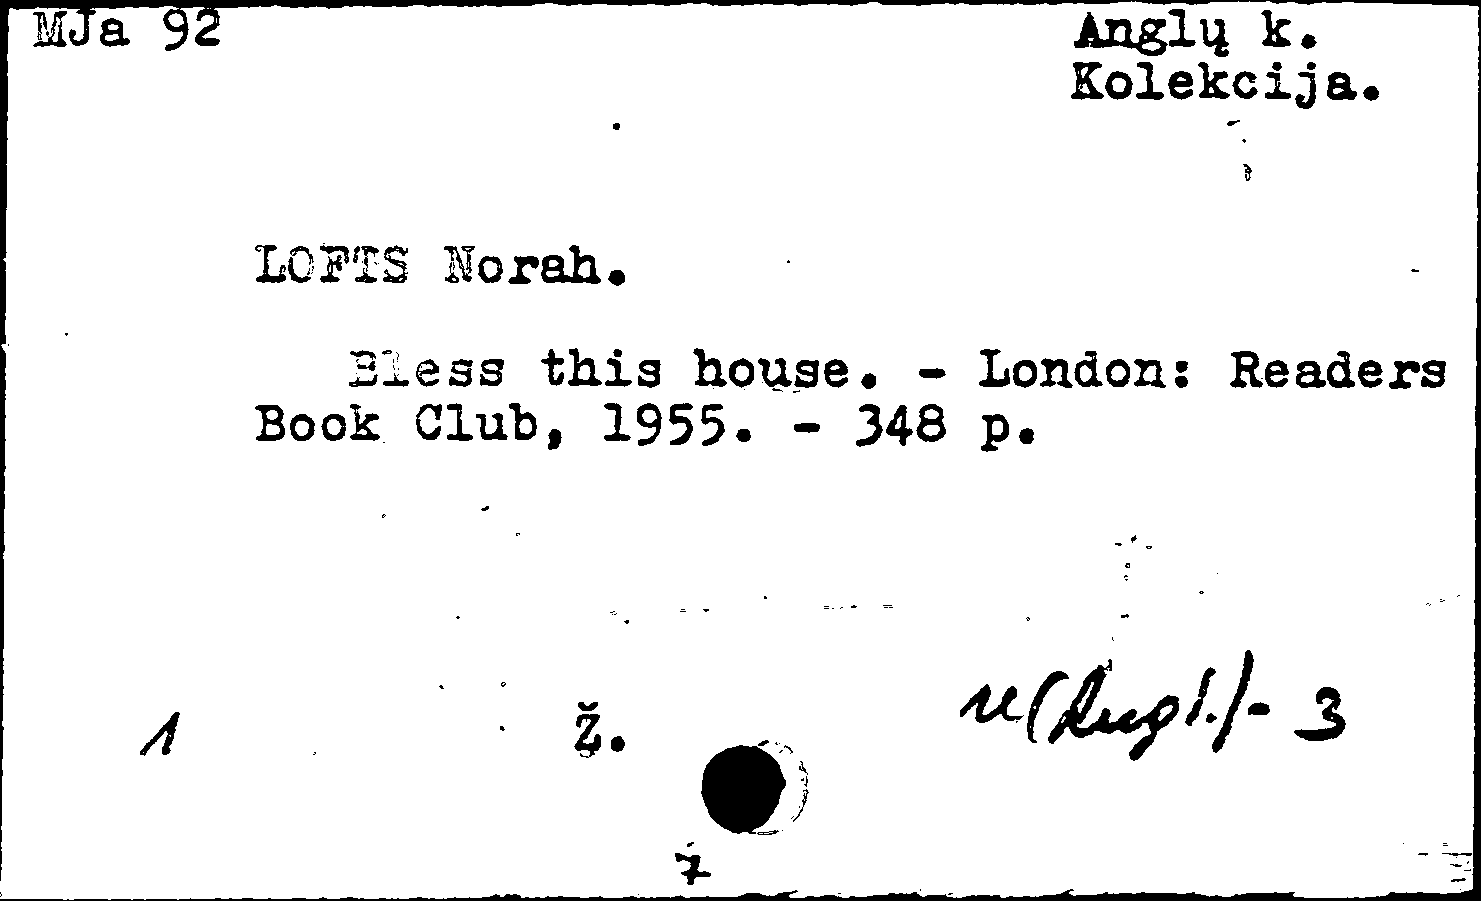 MJa 92
Anglų k.
Kolekcija.
LOFTS Norah.
Bless this house. - London: Readers
Book Club, 1955. - 348 p.
1
Ž.
(Angl.)- 3
7